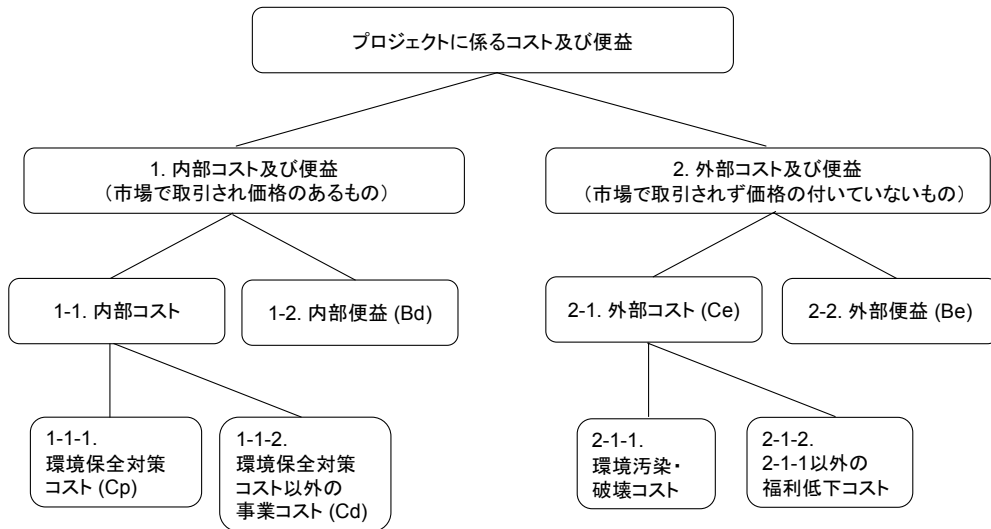 プロジェクトに係るコスト及び便益
1. 内部コスト及び便益
（市場で取引され価格のあるもの）
2. 外部コスト及び便益
（市場で取引されず価格の付いていないもの）
1-1. 内部コスト
1-2. 内部便益 (Bd)
2-1. 外部コスト (Ce)
2-2. 外部便益 (Be)
1-1-1.
環境保全対策
コスト (Cp)
1-1-2.
環境保全対策
コスト以外の
事業コスト (Cd)
2-1-1.
環境汚染・
破壊コスト
2-1-2.
2-1-1以外の
福利低下コスト